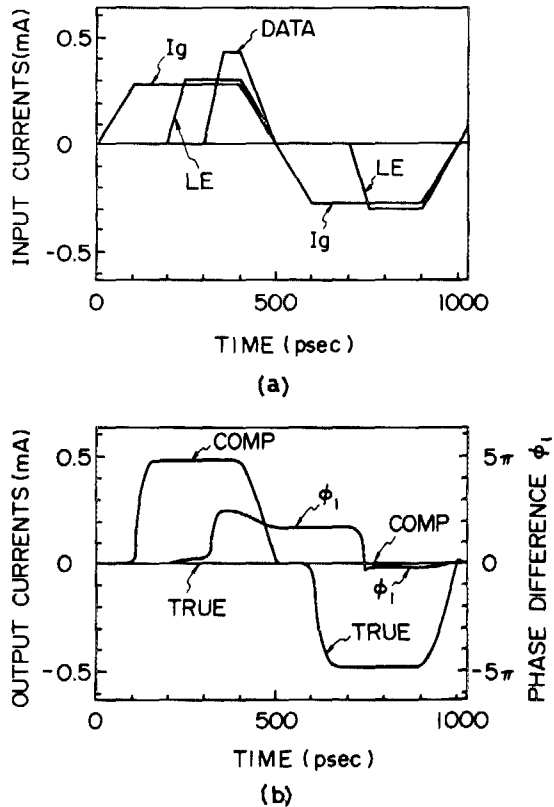 INPUT CURRENTS(mA)
0.5
0
-0.5
Ig
DATA
LE
LE
Ig
0
500
1000
TIME (psec)
(a)
OUTPUT CURRENTS (mA)
0.5
0
-0.5
COMP
ϕ₁
COMP
TRUE
TRUE
ϕ₁
5π
0
-5π
PHASE DIFFERENCE ϕ₁
0
500
1000
TIME (psec)
(b)